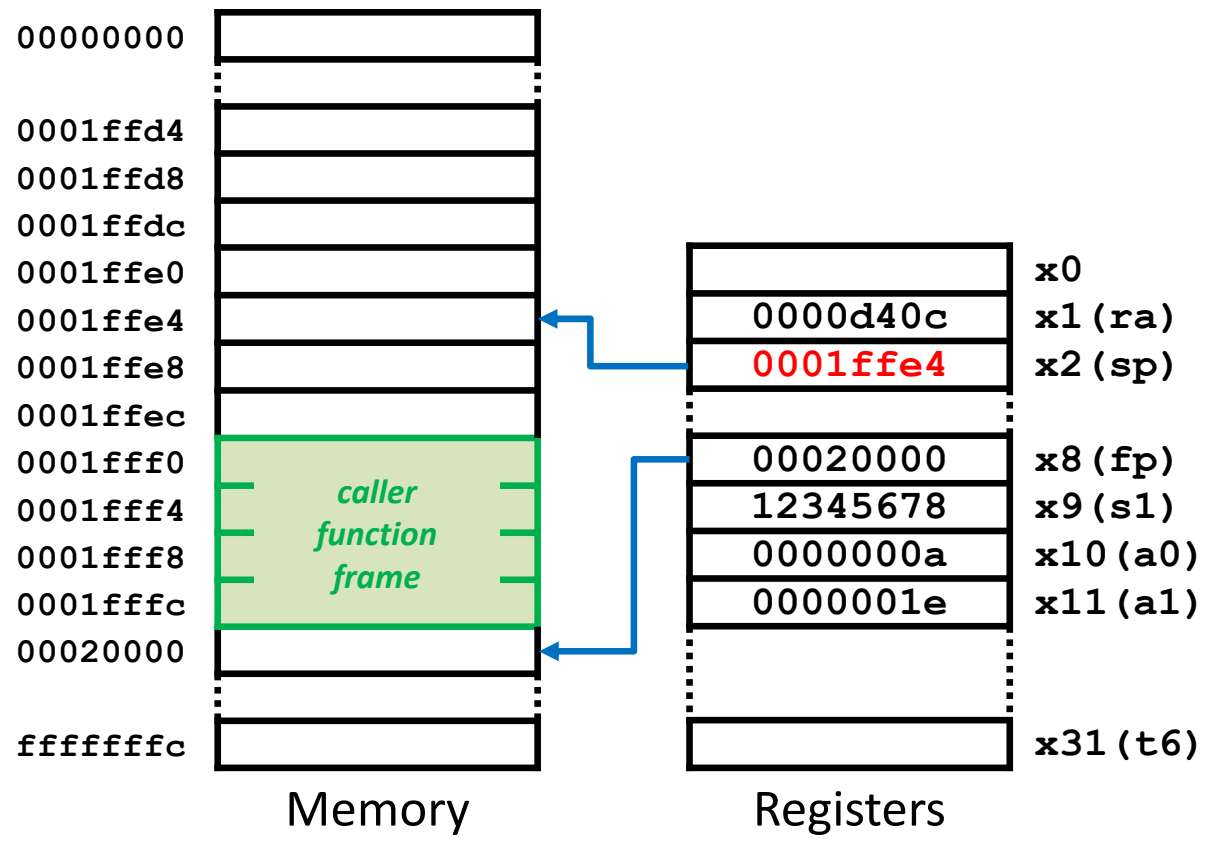 00000000
0001ffd4
0001ffd8
0001ffdc
0001ffe0
0001ffe4
0001ffe8
0001ffec
0001fff0
0001fff4
0001fff8
0001fffc
00020000
fffffffc
caller
function
frame
Memory
x0
0000d40c x1(ra)
0001ffe4 x2(sp)
00020000 x8(fp)
12345678 x9(s1)
0000000a x10(a0)
0000001e x11(a1)
x31(t6)
Registers